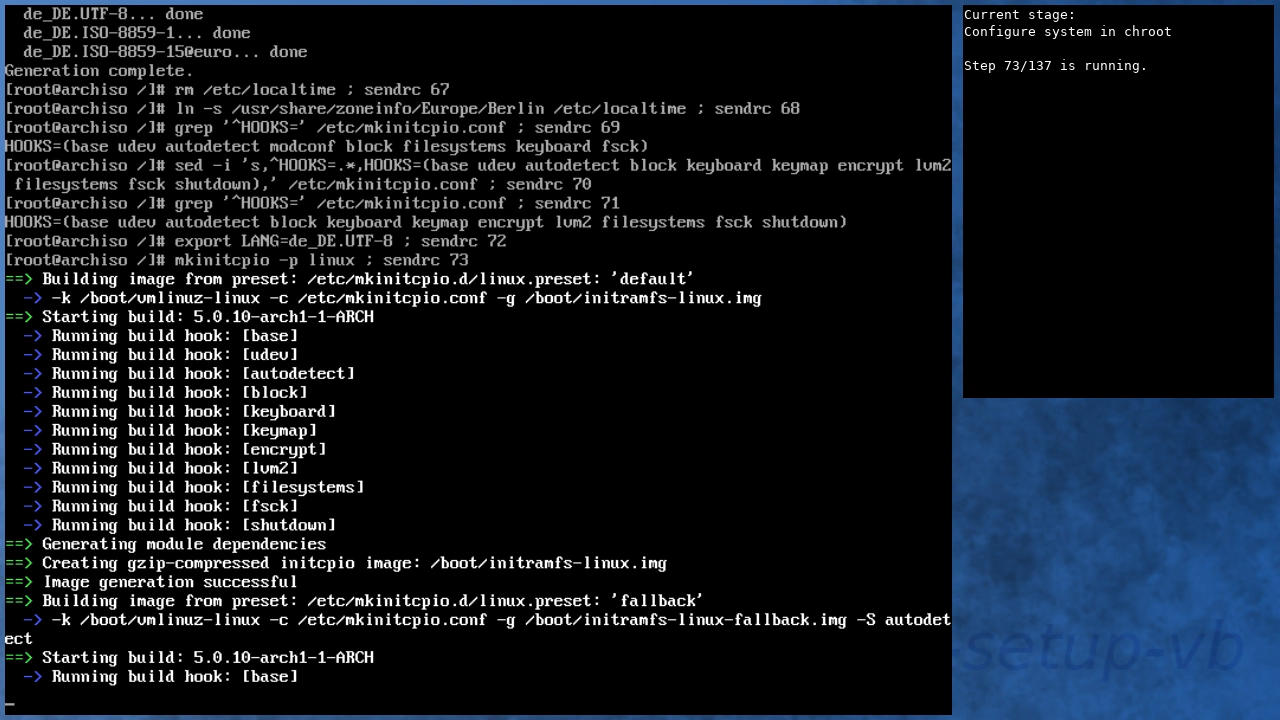 de_DE.UTF-8... done
de_DE.ISO-8859-1... done
de_DE.ISO-8859-15@euro... done
Generation complete.
[root@archiso /]# rm /etc/localtime ; sendrc 67
[root@archiso /]# ln -s /usr/share/zoneinfo/Europe/Berlin /etc/localtime ; sendrc 68
[root@archiso /]# grep '^HOOKS=' /etc/mkinitcpio.conf ; sendrc 69
HOOKS=(base udev autodetect modconf block filesystems keyboard fsck)
[root@archiso /]# sed -i 's,^HOOKS=.*,HOOKS=(base udev autodetect block keyboard keymap encrypt lvm2
 filesystems fsck shutdown),' /etc/mkinitcpio.conf ; sendrc 70
[root@archiso /]# grep '^HOOKS=' /etc/mkinitcpio.conf ; sendrc 71
HOOKS=(base udev autodetect block keyboard keymap encrypt lvm2 filesystems fsck shutdown)
[root@archiso /]# export LANG=de_DE.UTF-8 ; sendrc 72
[root@archiso /]# mkinitcpio -p linux ; sendrc 73
==> Building image from preset: /etc/mkinitcpio.d/linux.preset: 'default'
  -> -k /boot/vmlinuz-linux -c /etc/mkinitcpio.conf -g /boot/initramfs-linux.img
==> Starting build: 5.0.10-arch1-1-ARCH
  -> Running build hook: [base]
  -> Running build hook: [udev]
  -> Running build hook: [autodetect]
  -> Running build hook: [block]
  -> Running build hook: [keyboard]
  -> Running build hook: [keymap]
  -> Running build hook: [encrypt]
  -> Running build hook: [lvm2]
  -> Running build hook: [filesystems]
  -> Running build hook: [fsck]
  -> Running build hook: [shutdown]
==> Generating module dependencies
==> Creating gzip-compressed initcpio image: /boot/initramfs-linux.img
==> Image generation successful
==> Building image from preset: /etc/mkinitcpio.d/linux.preset: 'fallback'
  -> -k /boot/vmlinuz-linux -c /etc/mkinitcpio.conf -g /boot/initramfs-linux-fallback.img -S autodet
ect
==> Starting build: 5.0.10-arch1-1-ARCH
  -> Running build hook: [base]
_
Current stage:
Configure system in chroot
Step 73/137 is running.
-setup-vb